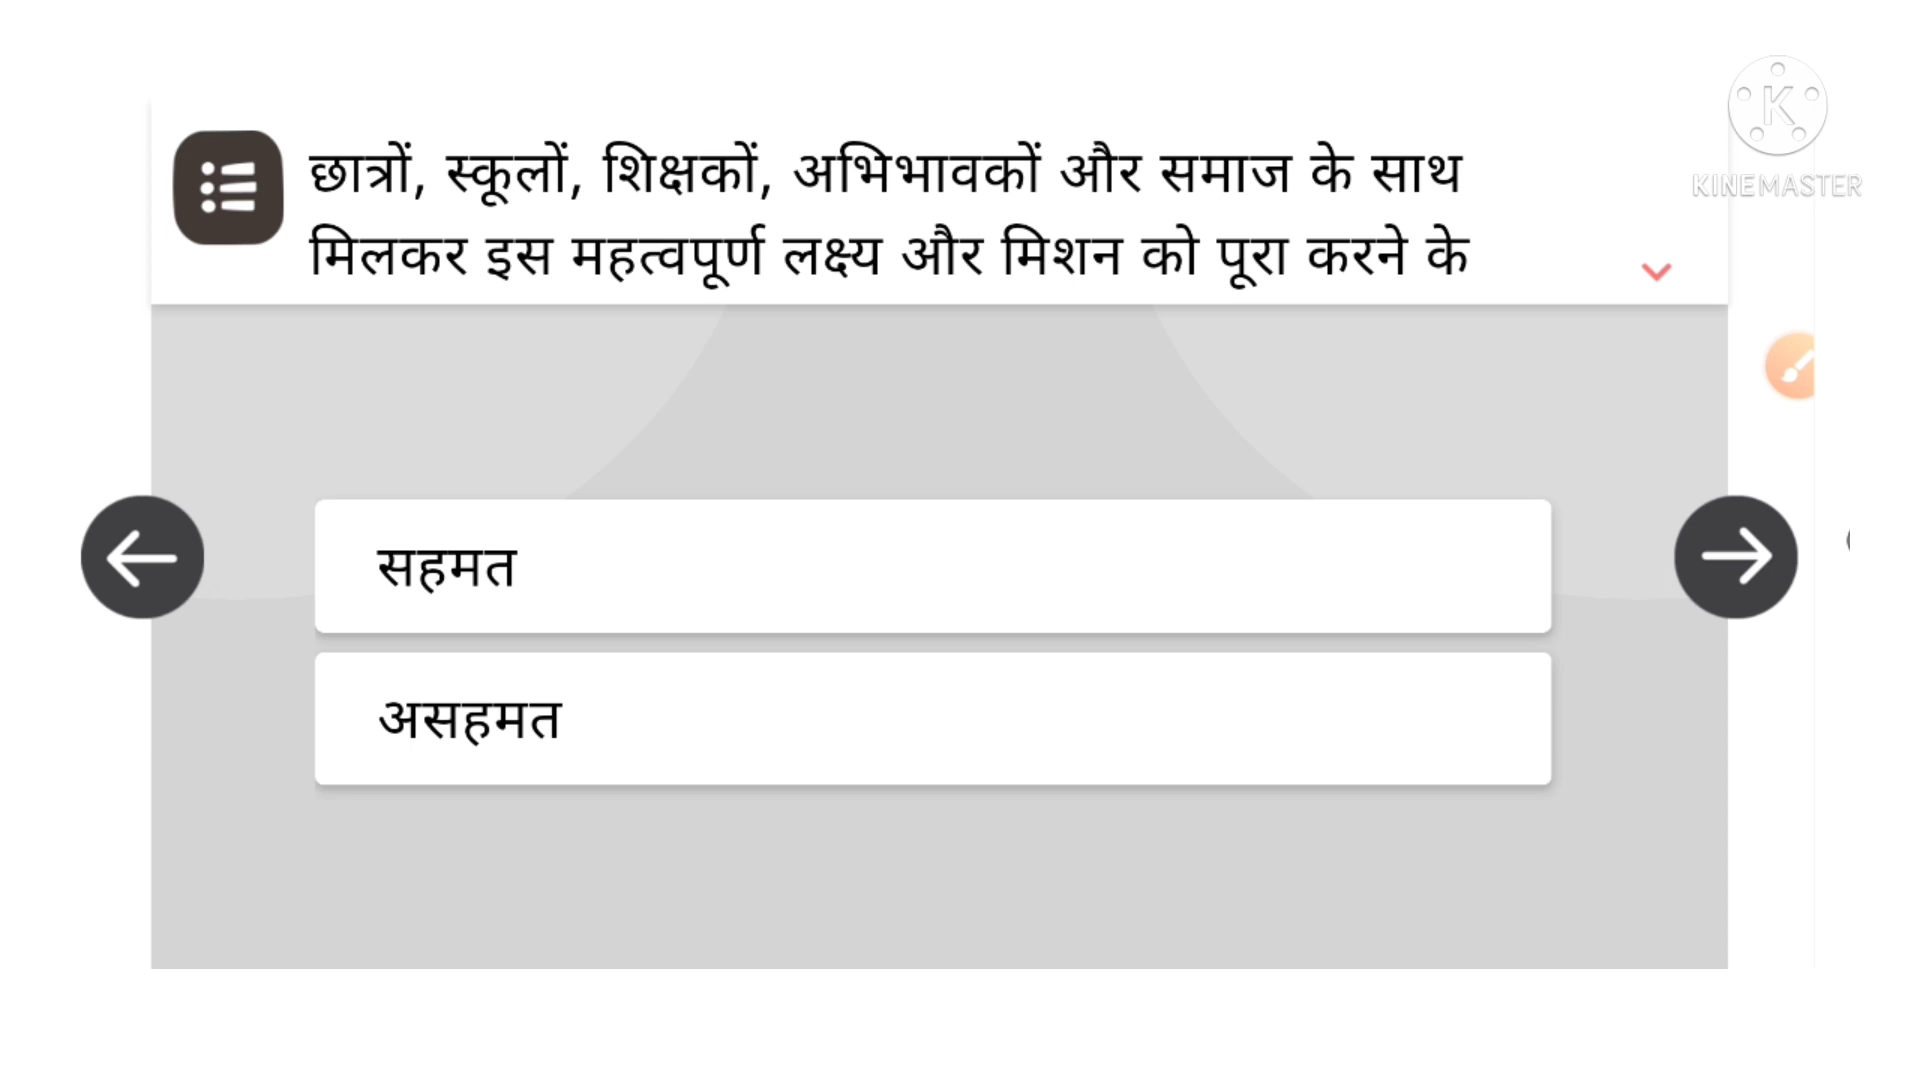 छात्रों, स्कूलों, शिक्षकों, अभिभावकों और समाज के साथ
मिलकर इस महत्वपूर्ण लक्ष्य और मिशन को पूरा करने के
KINEMASTER
सहमत
असहमत